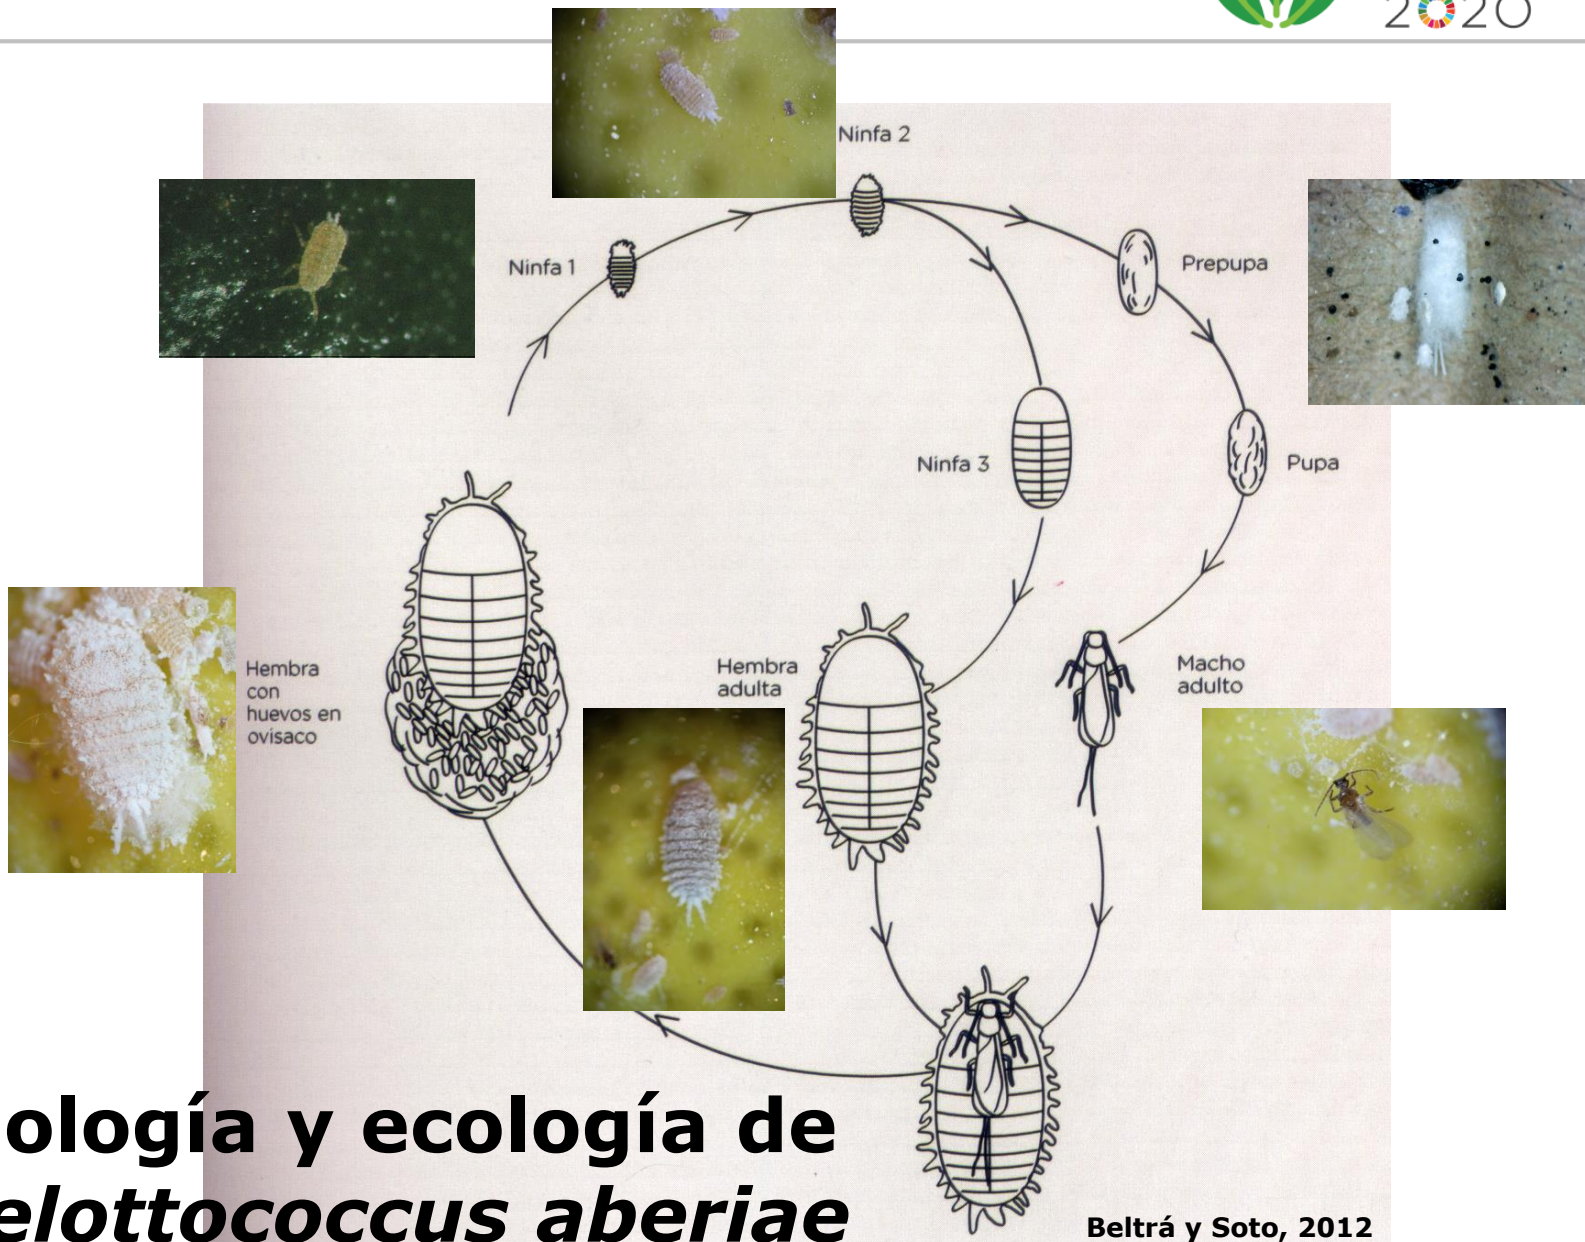 2020
Ninfa 2
Ninfa 1
Prepupa
Ninfa 3
Pupa
Hembra
con
huevos en
ovisaco
Hembra
adulta
Macho
adulto
ología y ecología de
elottococcus aberiae
Beltrá y Soto, 2012